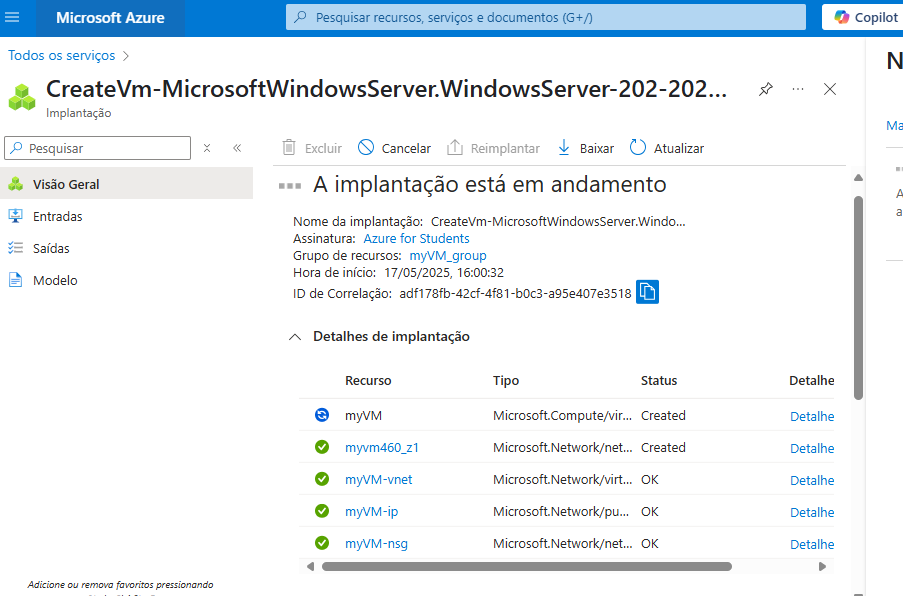 Microsoft Azure
Pesquisar recursos, serviços e documentos (G+/)
Copilot
Todos os serviços
CreateVm-MicrosoftWindowsServer.WindowsServer-202-202...
Implantação
Pesquisar
Excluir
Cancelar
Reimplantar
Baixar
Atualizar
Visão Geral
Entradas
Saídas
Modelo
A implantação está em andamento
Nome da implantação: CreateVm-MicrosoftWindowsServer.Windo...
Assinatura: Azure for Students
Grupo de recursos: myVM_group
Hora de início: 17/05/2025, 16:00:32
ID de Correlação: adf178fb-42cf-4f81-b0c3-a95e407e3518
Detalhes de implantação
Recurso Tipo Status Detalhe
myVM Microsoft.Compute/vir... Created Detalhe
myvm460_z1 Microsoft.Network/net... Created Detalhe
myVM-vnet Microsoft.Network/virt... OK Detalhe
myVM-ip Microsoft.Network/pu... OK Detalhe
myVM-nsg Microsoft.Network/net... OK Detalhe
Adicione ou remova favoritos pressionando
N
Ma
A
a